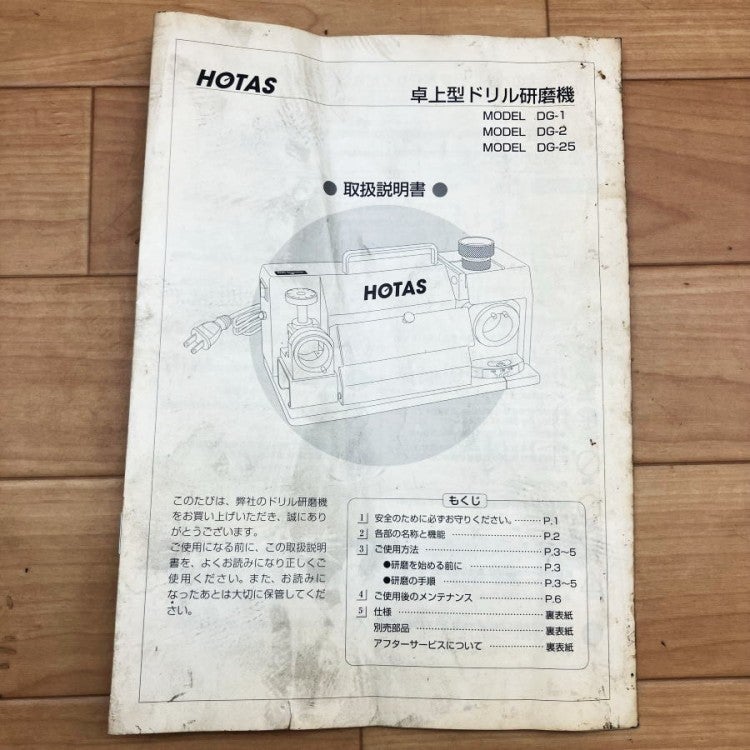 HOTAS
卓上型ドリル研磨機
MODEL DG-1
MODEL DG-2
MODEL DG-25
● 取扱説明書 ●
HOTAS
このたびは、弊社のドリル研磨機
をお買い上げいただき、誠にあり
がとうございます。
ご使用になる前に、この取扱説明
書を、よくお読みになり正しくご
使用ください。また、お読みに
なったあとは大切に保管してくだ
さい。
もくじ
1 安全のために必ずお守りください。 P.1
2 各部の名称と機能 P.2
3 ご使用方法 P.3~5
●研磨を始める前に P.3
●研磨の手順 P.3~5
4 ご使用後のメンテナンス P.6
5 仕様 裏表紙
別売部品 裏表紙
アフターサービスについて 裏表紙